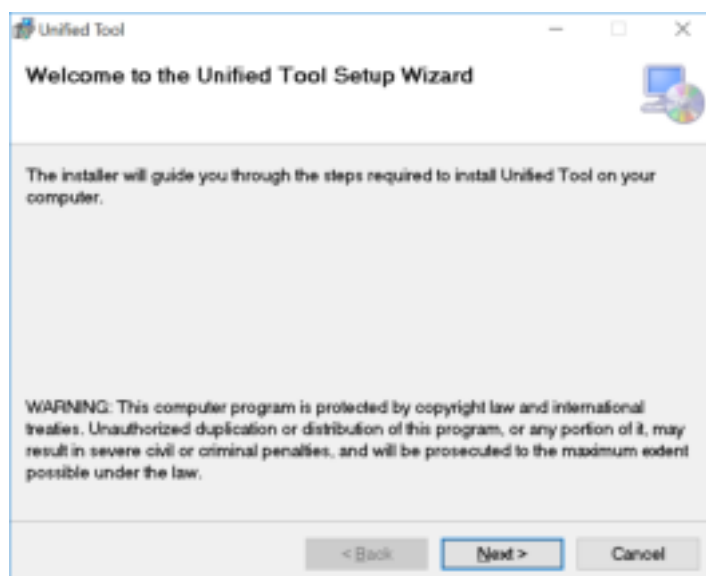 Unified Tool
Welcome to the Unified Tool Setup Wizard
The installer will guide you through the steps required to install Unified Tool on your
computer.
WARNING: This computer program is protected by copyright law and international
treaties. Unauthorized duplication or distribution of this program, or any portion of it, may
result in severe civil or criminal penalties, and will be prosecuted to the maximum extent
possible under the law.
< Back Next > Cancel